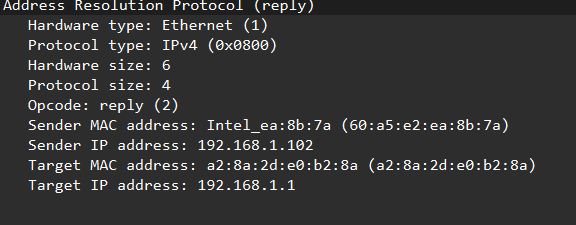 Address Resolution Protocol (reply)
Hardware type: Ethernet (1)
Protocol type: IPv4 (0x0800)
Hardware size: 6
Protocol size: 4
Opcode: reply (2)
Sender MAC address: Intel_ea:8b:7a (60:a5:e2:ea:8b:7a)
Sender IP address: 192.168.1.102
Target MAC address: a2:8a:2d:e0:b2:8a (a2:8a:2d:e0:b2:8a)
Target IP address: 192.168.1.1